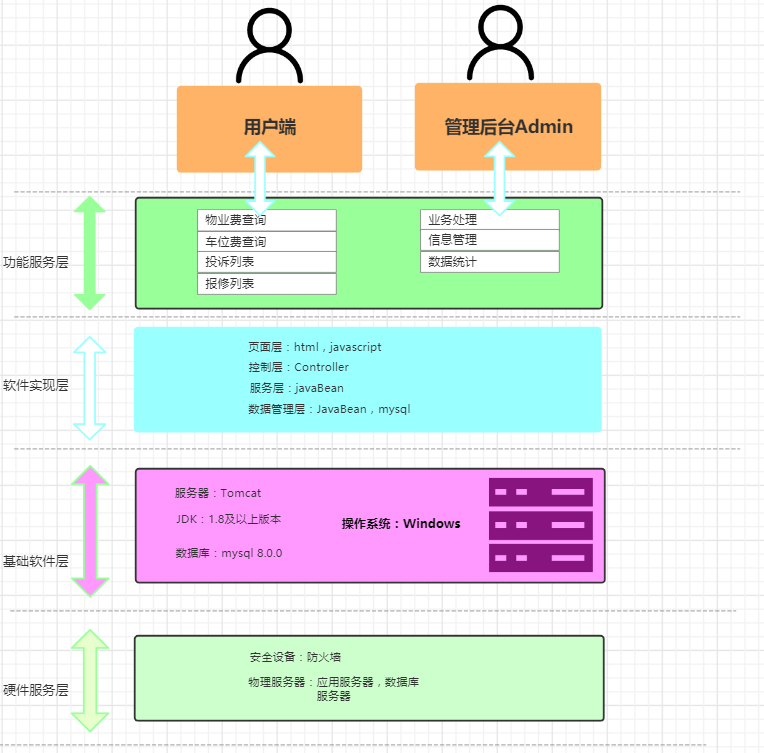 用户端
管理后台Admin
功能服务层
物业费查询
车位费查询
投诉列表
报修列表
业务处理
信息管理
数据统计
软件实现层
页面层：html，javascript
控制层：Controller
服务层：javaBean
数据管理层：JavaBean，mysql
基础软件层
服务器：Tomcat
JDK：1.8及以上版本
数据库：mysql 8.0.0
操作系统：Windows
硬件服务层
安全设备：防火墙
物理服务器：应用服务器，数据库
服务器